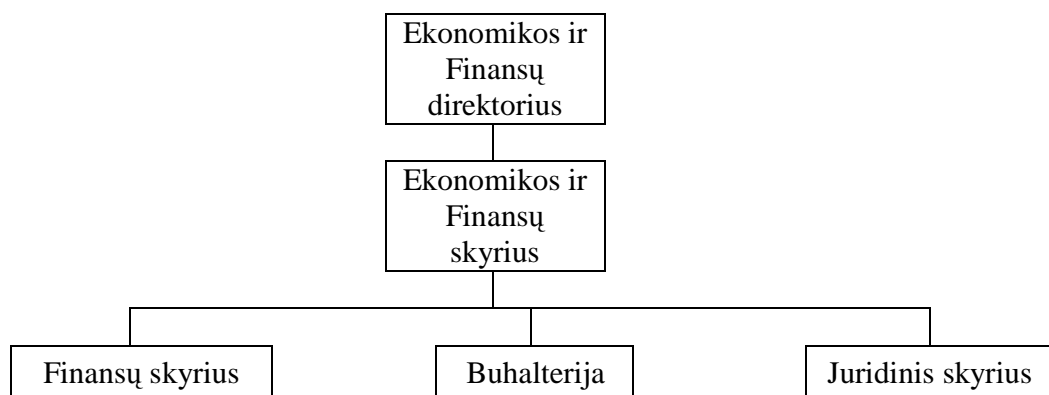 Ekonomikos ir
Finansų
direktorius
Ekonomikos ir
Finansų
skyrius
Finansų skyrius
Buhalterija
Juridinis skyrius